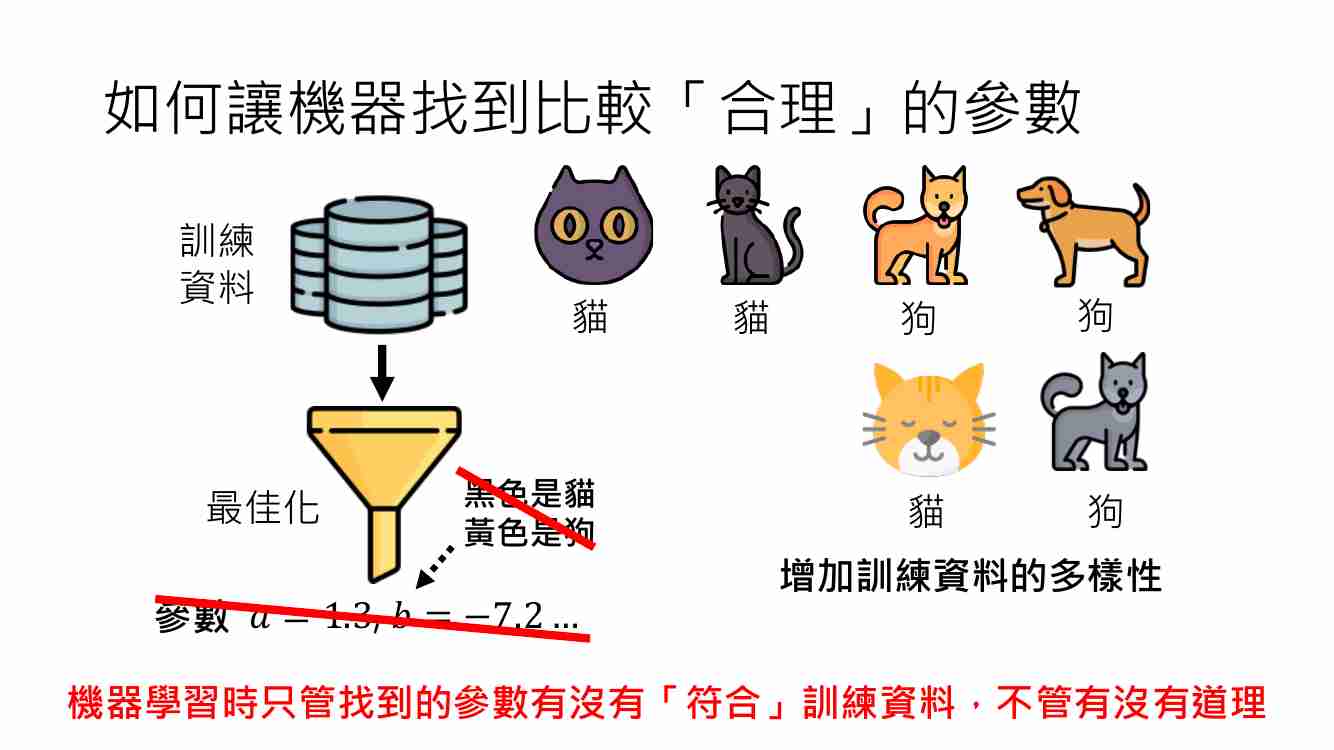 如何讓機器找到比較「合理」的參數
訓練
資料
貓
貓
狗
狗
貓
狗
增加訓練資料的多樣性
最佳化
黑色是貓
黃色是狗
參數 a = 1.3, b = −7.2 …
機器學習時只管找到的參數有沒有「符合」訓練資料，不管有沒有道理